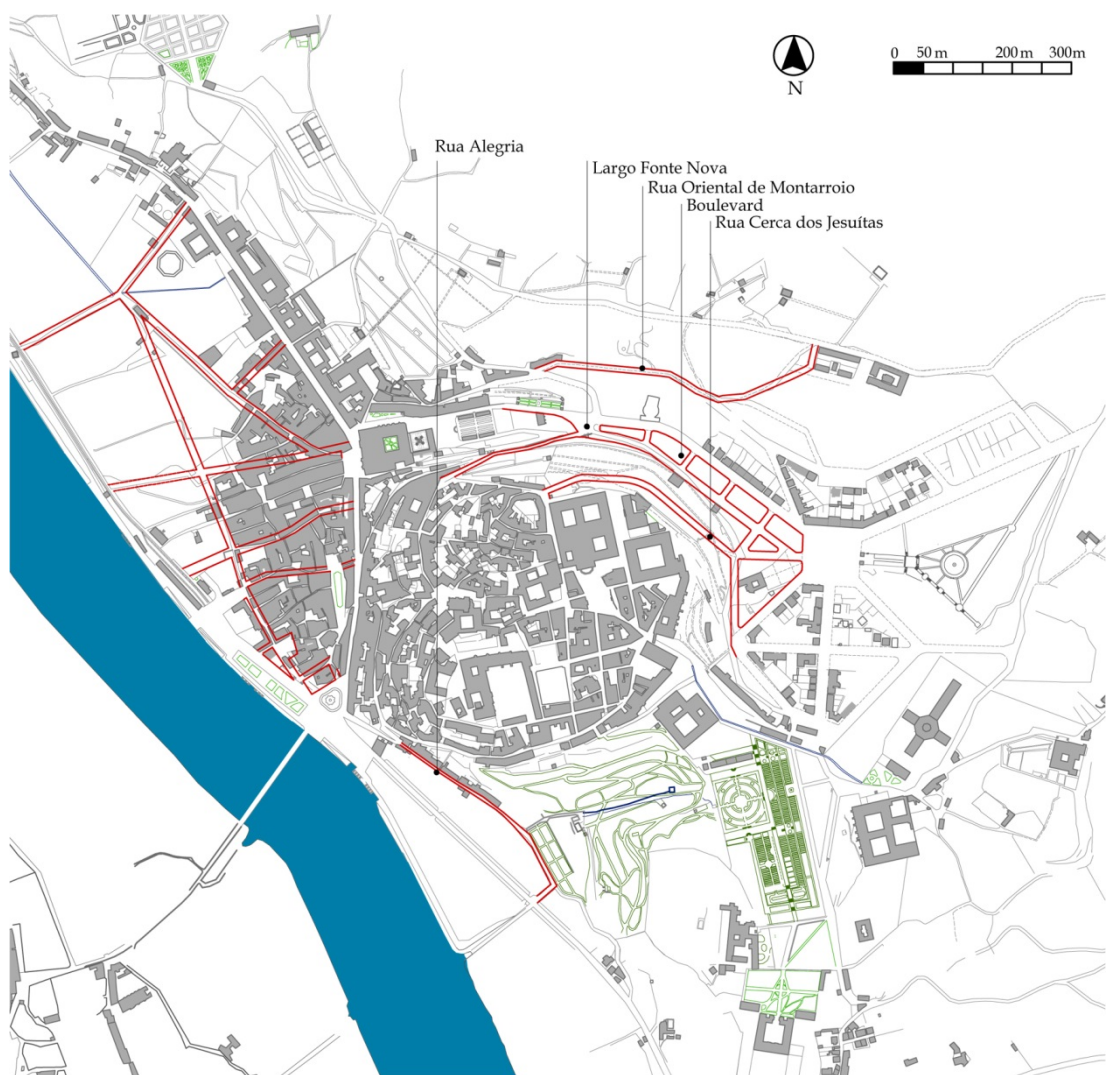 0 50 m 200 m 300m
N
Rua Alegria
Largo Fonte Nova
Rua Oriental de Montarroio
Boulevard
Rua Cerca dos Jesuítas